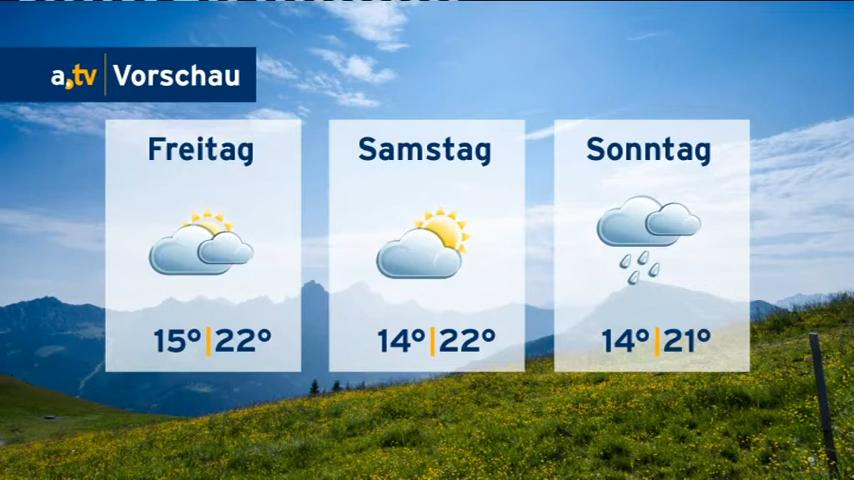 a.tv Vorschau
Freitag
Samstag
Sonntag
15° | 22°
14° | 22°
14° | 21°